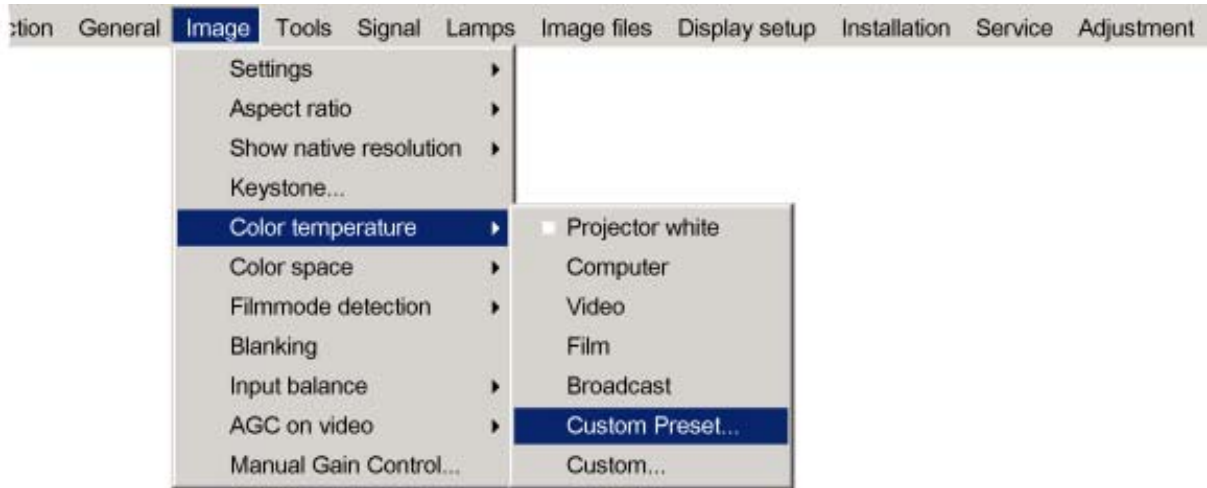 ction General Image Tools Signal Lamps Image files Display setup Installation Service Adjustment
Settings
Aspect ratio
Show native resolution
Keystone...
Color temperature
Color space
Filmmode detection
Blanking
Input balance
AGC on video
Manual Gain Control...
Projector white
Computer
Video
Film
Broadcast
Custom Preset...
Custom...